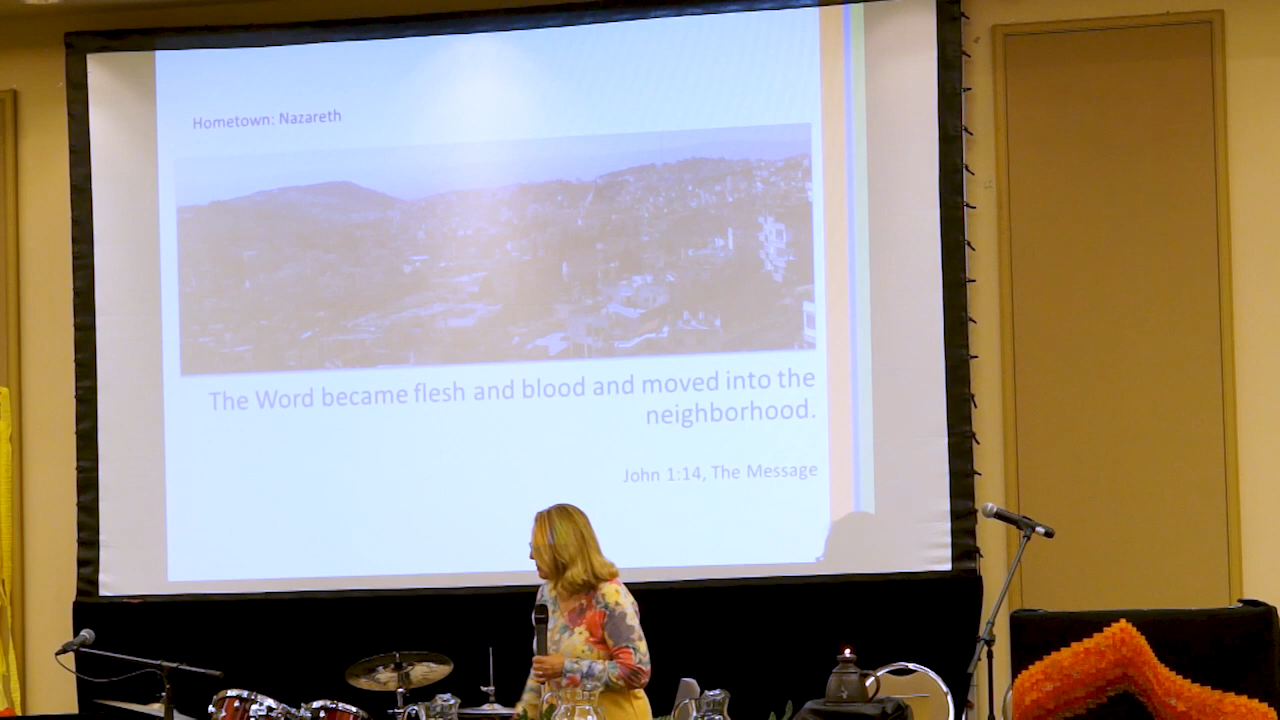 Hometown: Nazareth
The Word became flesh and blood and moved into the
neighborhood.
John 1:14, The Message